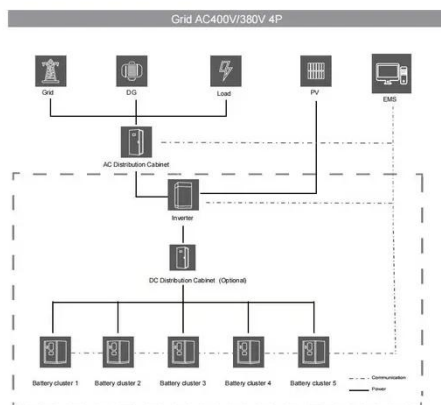 Grid AC400V/380V 4P
Grid
DG
Load
PV
EMS
AC Distribution Cabinet
Inverter
DC Distribution Cabinet (Optional)
Battery cluster 1
Battery cluster 2
Battery cluster 3
Battery cluster 4
Battery cluster 5
Communication
Power